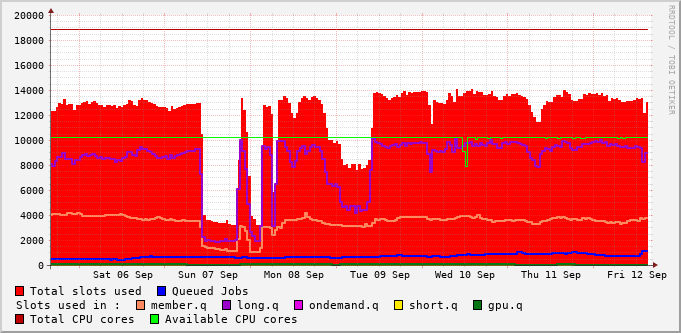 RRDTOOL / TOBI OETIKER
20000
18000
16000
14000
12000
10000
8000
6000
4000
2000
0
Sat 06 Sep Sun 07 Sep Mon 08 Sep Tue 09 Sep Wed 10 Sep Thu 11 Sep Fri 12 Sep
Total slots used Queued Jobs
Slots used in : member.q long.q ondemand.q short.q gpu.q
Total CPU cores Available CPU cores